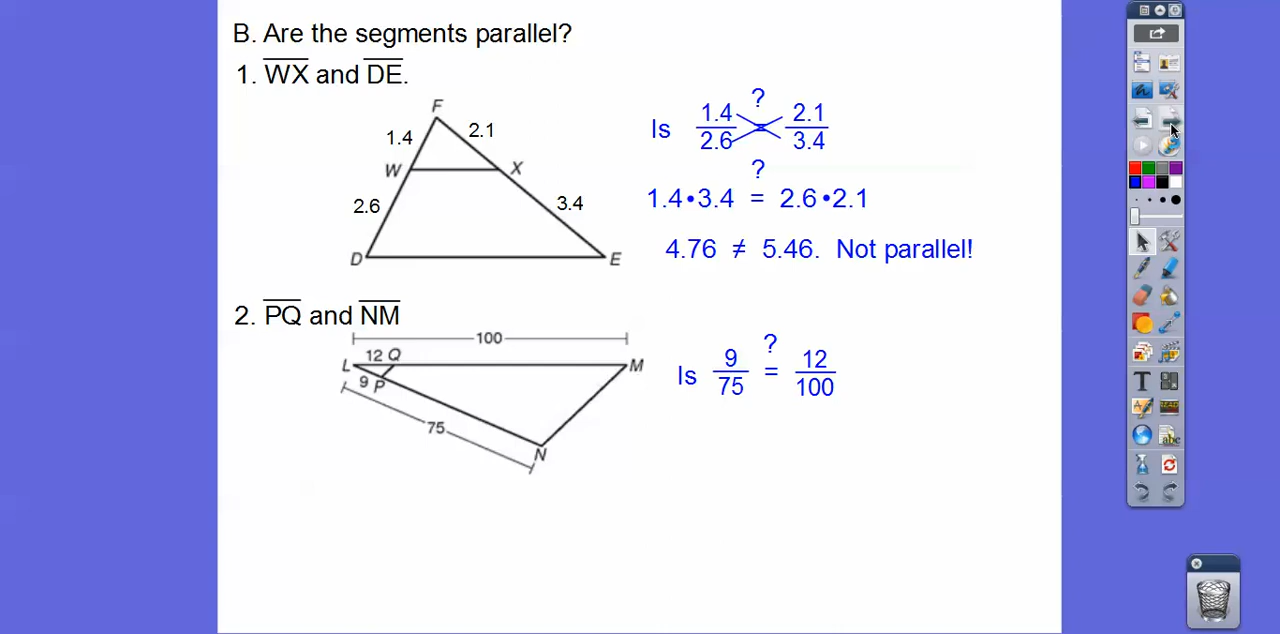 B. Are the segments parallel?
1. WX and DE.
F
1.4
2.1
W
X
2.6
3.4
D
E
Is 1.4/2.6 = 2.1/3.4
?
1.4•3.4 = 2.6•2.1
?
4.76 ≠ 5.46. Not parallel!
2. PQ and NM
100
12 Q
L
M
9 P
75
N
Is 9/75 = 12/100
?
T
abc